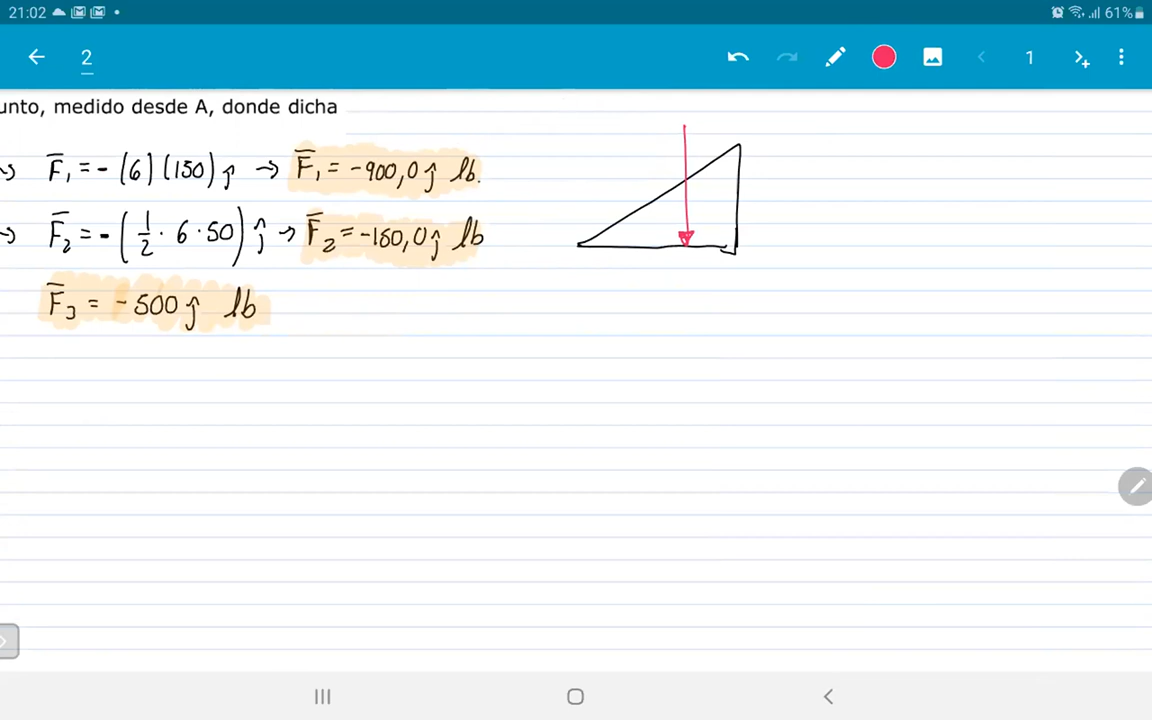 21:02 61%
2 1
unto, medido desde A, donde dicha
→ F̅₁ = - (6)(150) ĵ → F̅₁ = -900,0 ĵ lb.
→ F̅₂ = - (1/2 · 6 · 50) ĵ → F̅₂ = -150,0 ĵ lb
F̅₃ = -500 ĵ lb